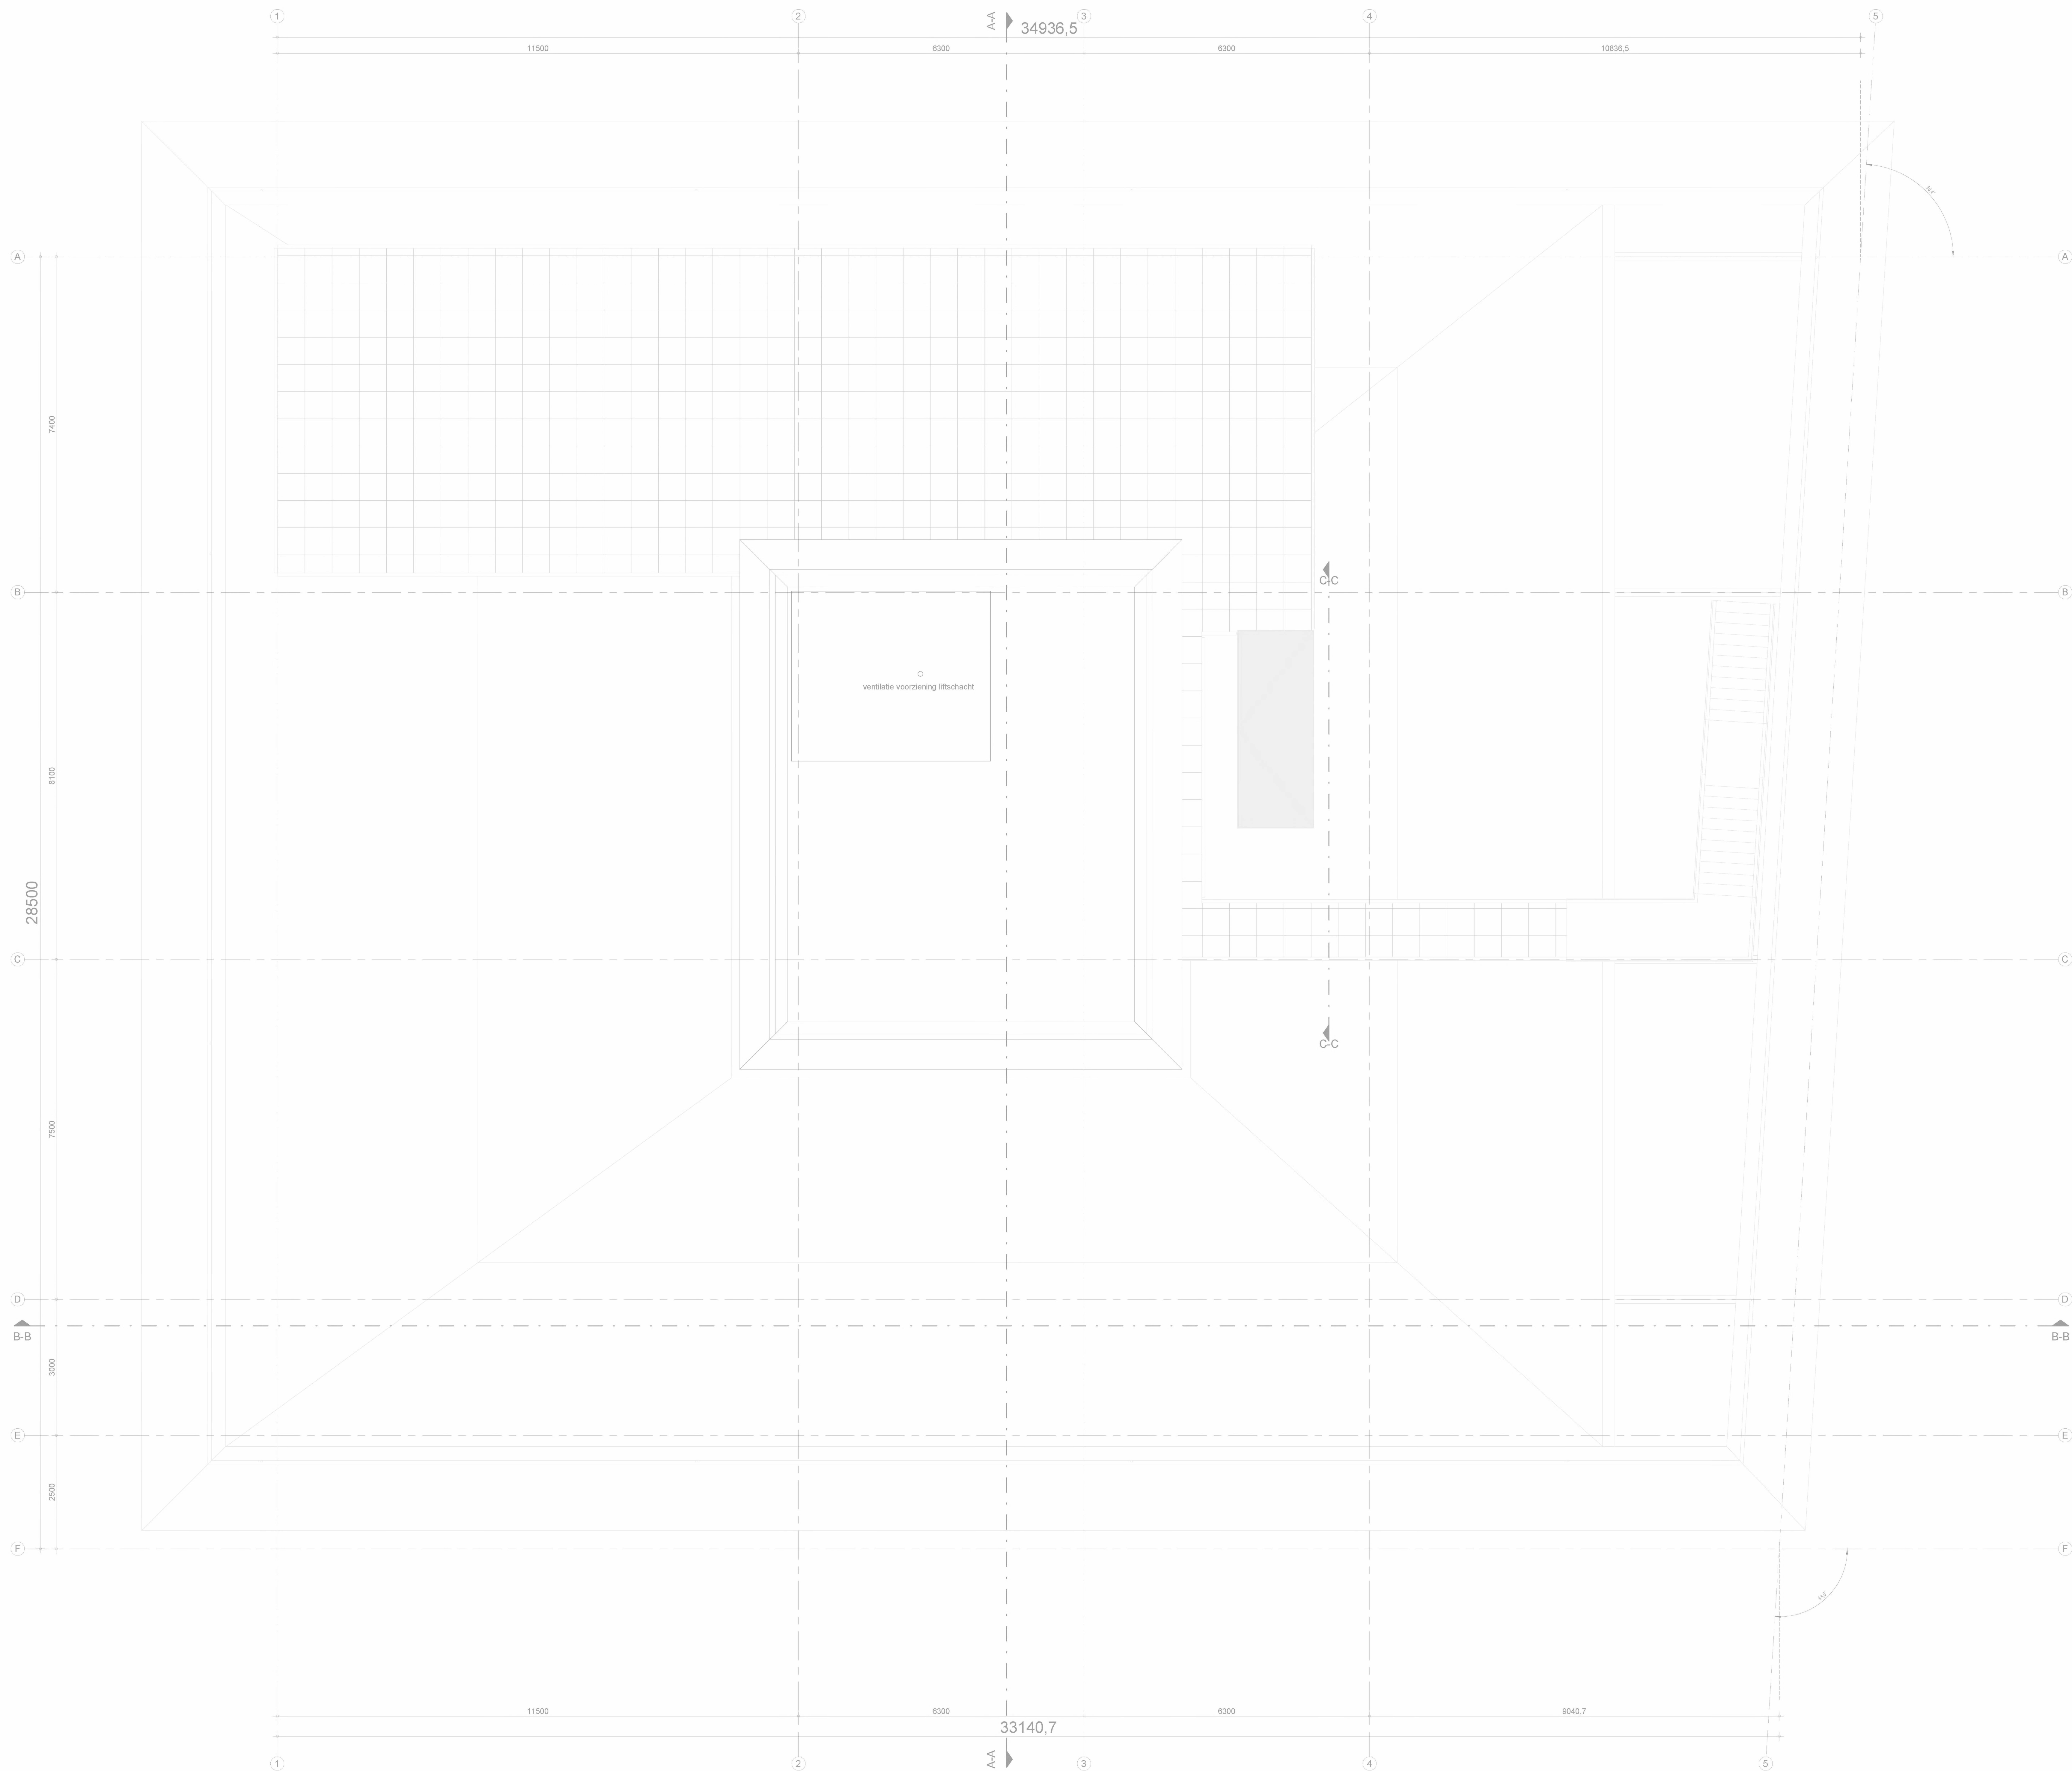 1
2
A-A
3
4
5
34936,5
11500
6300
6300
10836,5
A
A
7400
C-C
B
B
ventilatie voorziening liftschacht
8100
28500
C
C
C-C
7500
D
D
B-B
B-B
3000
E
E
2500
F
F
11500
6300
6300
9040,7
33140,7
A-A
1
2
3
4
5